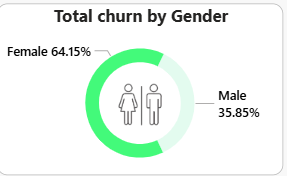 Total churn by Gender
Female 64.15%
Male
35.85%